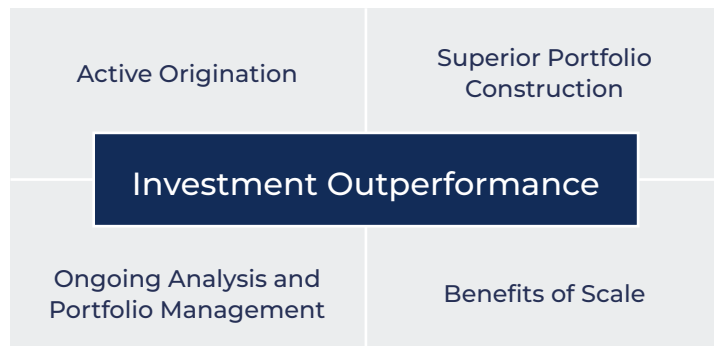 Active Origination
Superior Portfolio
Construction
Investment Outperformance
Ongoing Analysis and
Portfolio Management
Benefits of Scale